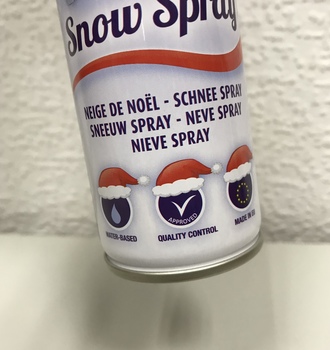 Snow Spray
NEIGE DE NOËL - SCHNEE SPRAY
SNEEUW SPRAY - NEVE SPRAY
NIEVE SPRAY
APPROVED
WATER-BASED
QUALITY CONTROL
MADE IN